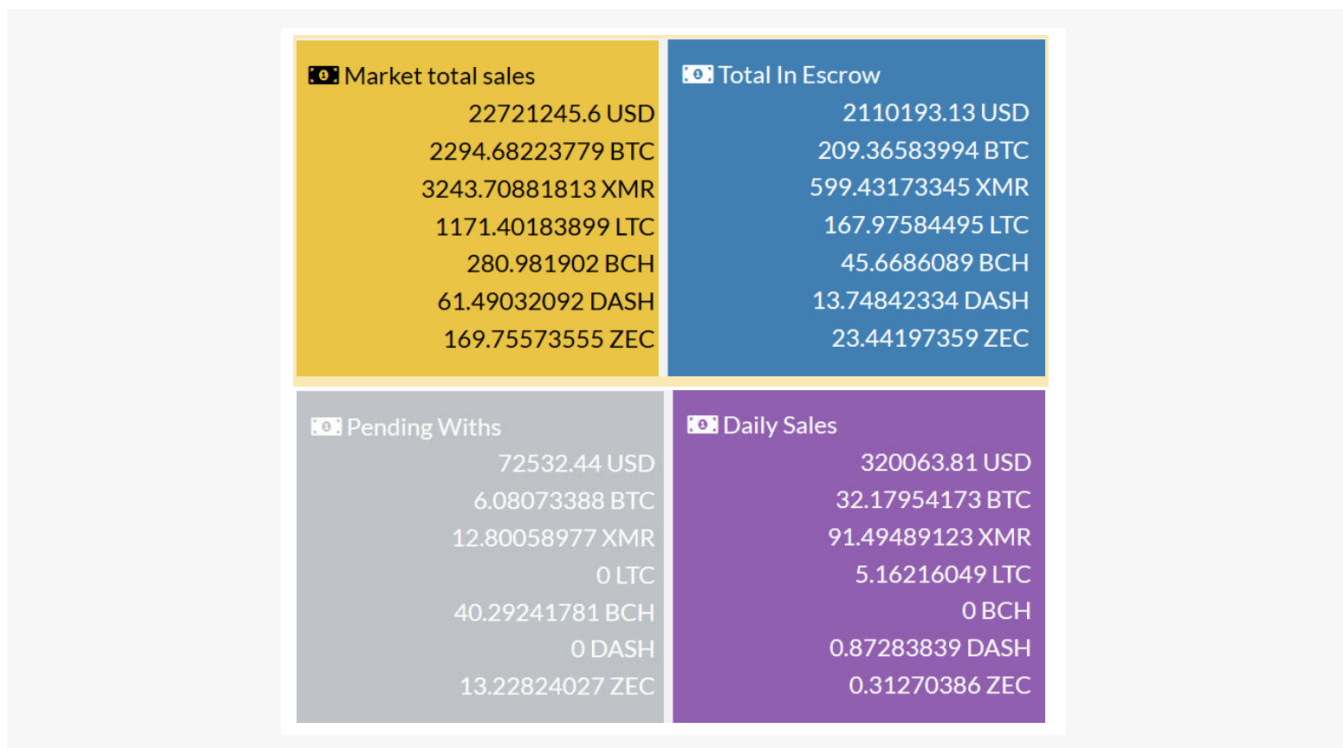 Market total sales
22721245.6 USD
2294.68223779 BTC
3243.70881813 XMR
1171.40183899 LTC
280.981902 BCH
61.49032092 DASH
169.75573555 ZEC
Total In Escrow
2110193.13 USD
209.36583994 BTC
599.43173345 XMR
167.97584495 LTC
45.6686089 BCH
13.74842334 DASH
23.44197359 ZEC
Pending Withs
72532.44 USD
6.08073388 BTC
12.80058977 XMR
0 LTC
40.29241781 BCH
0 DASH
13.22824027 ZEC
Daily Sales
320063.81 USD
32.17954173 BTC
91.49489123 XMR
5.16216049 LTC
0 BCH
0.87283839 DASH
0.31270386 ZEC